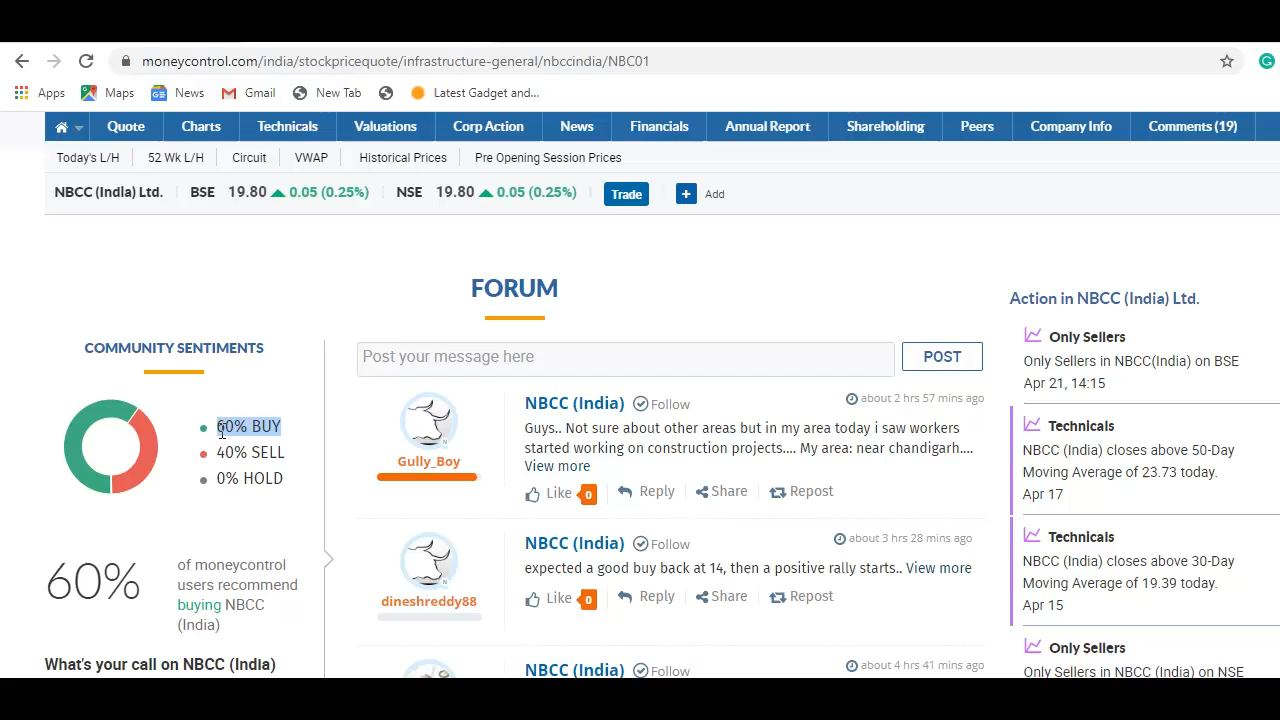 moneycontrol.com/india/stockpricequote/infrastructure-general/nbccindia/NBC01
Apps Maps News Gmail New Tab Latest Gadget and...
Quote Charts Technicals Valuations Corp Action News Financials Annual Report Shareholding Peers Company Info Comments (19)
Today's L/H 52 Wk L/H Circuit VWAP Historical Prices Pre Opening Session Prices
NBCC (India) Ltd. BSE 19.80 0.05 (0.25%) NSE 19.80 0.05 (0.25%) Trade + Add
FORUM
COMMUNITY SENTIMENTS
60% BUY
40% SELL
0% HOLD
60%
of moneycontrol
users recommend
buying NBCC
(India)
What's your call on NBCC (India)
Post your message here POST
NBCC (India) Follow about 2 hrs 57 mins ago
Guys.. Not sure about other areas but in my area today i saw workers
started working on construction projects.... My area: near chandigarh....
View more
Gully_Boy
Like 0 Reply Share Repost
NBCC (India) Follow about 3 hrs 28 mins ago
expected a good buy back at 14, then a positive rally starts.. View more
dineshreddy88
Like 0 Reply Share Repost
NBCC (India) Follow about 4 hrs 41 mins ago
Action in NBCC (India) Ltd.
Only Sellers
Only Sellers in NBCC(India) on BSE
Apr 21, 14:15
Technicals
NBCC (India) closes above 50-Day
Moving Average of 23.73 today.
Apr 17
Technicals
NBCC (India) closes above 30-Day
Moving Average of 19.39 today.
Apr 15
Only Sellers
Only Sellers in NBCC (India) on NSE